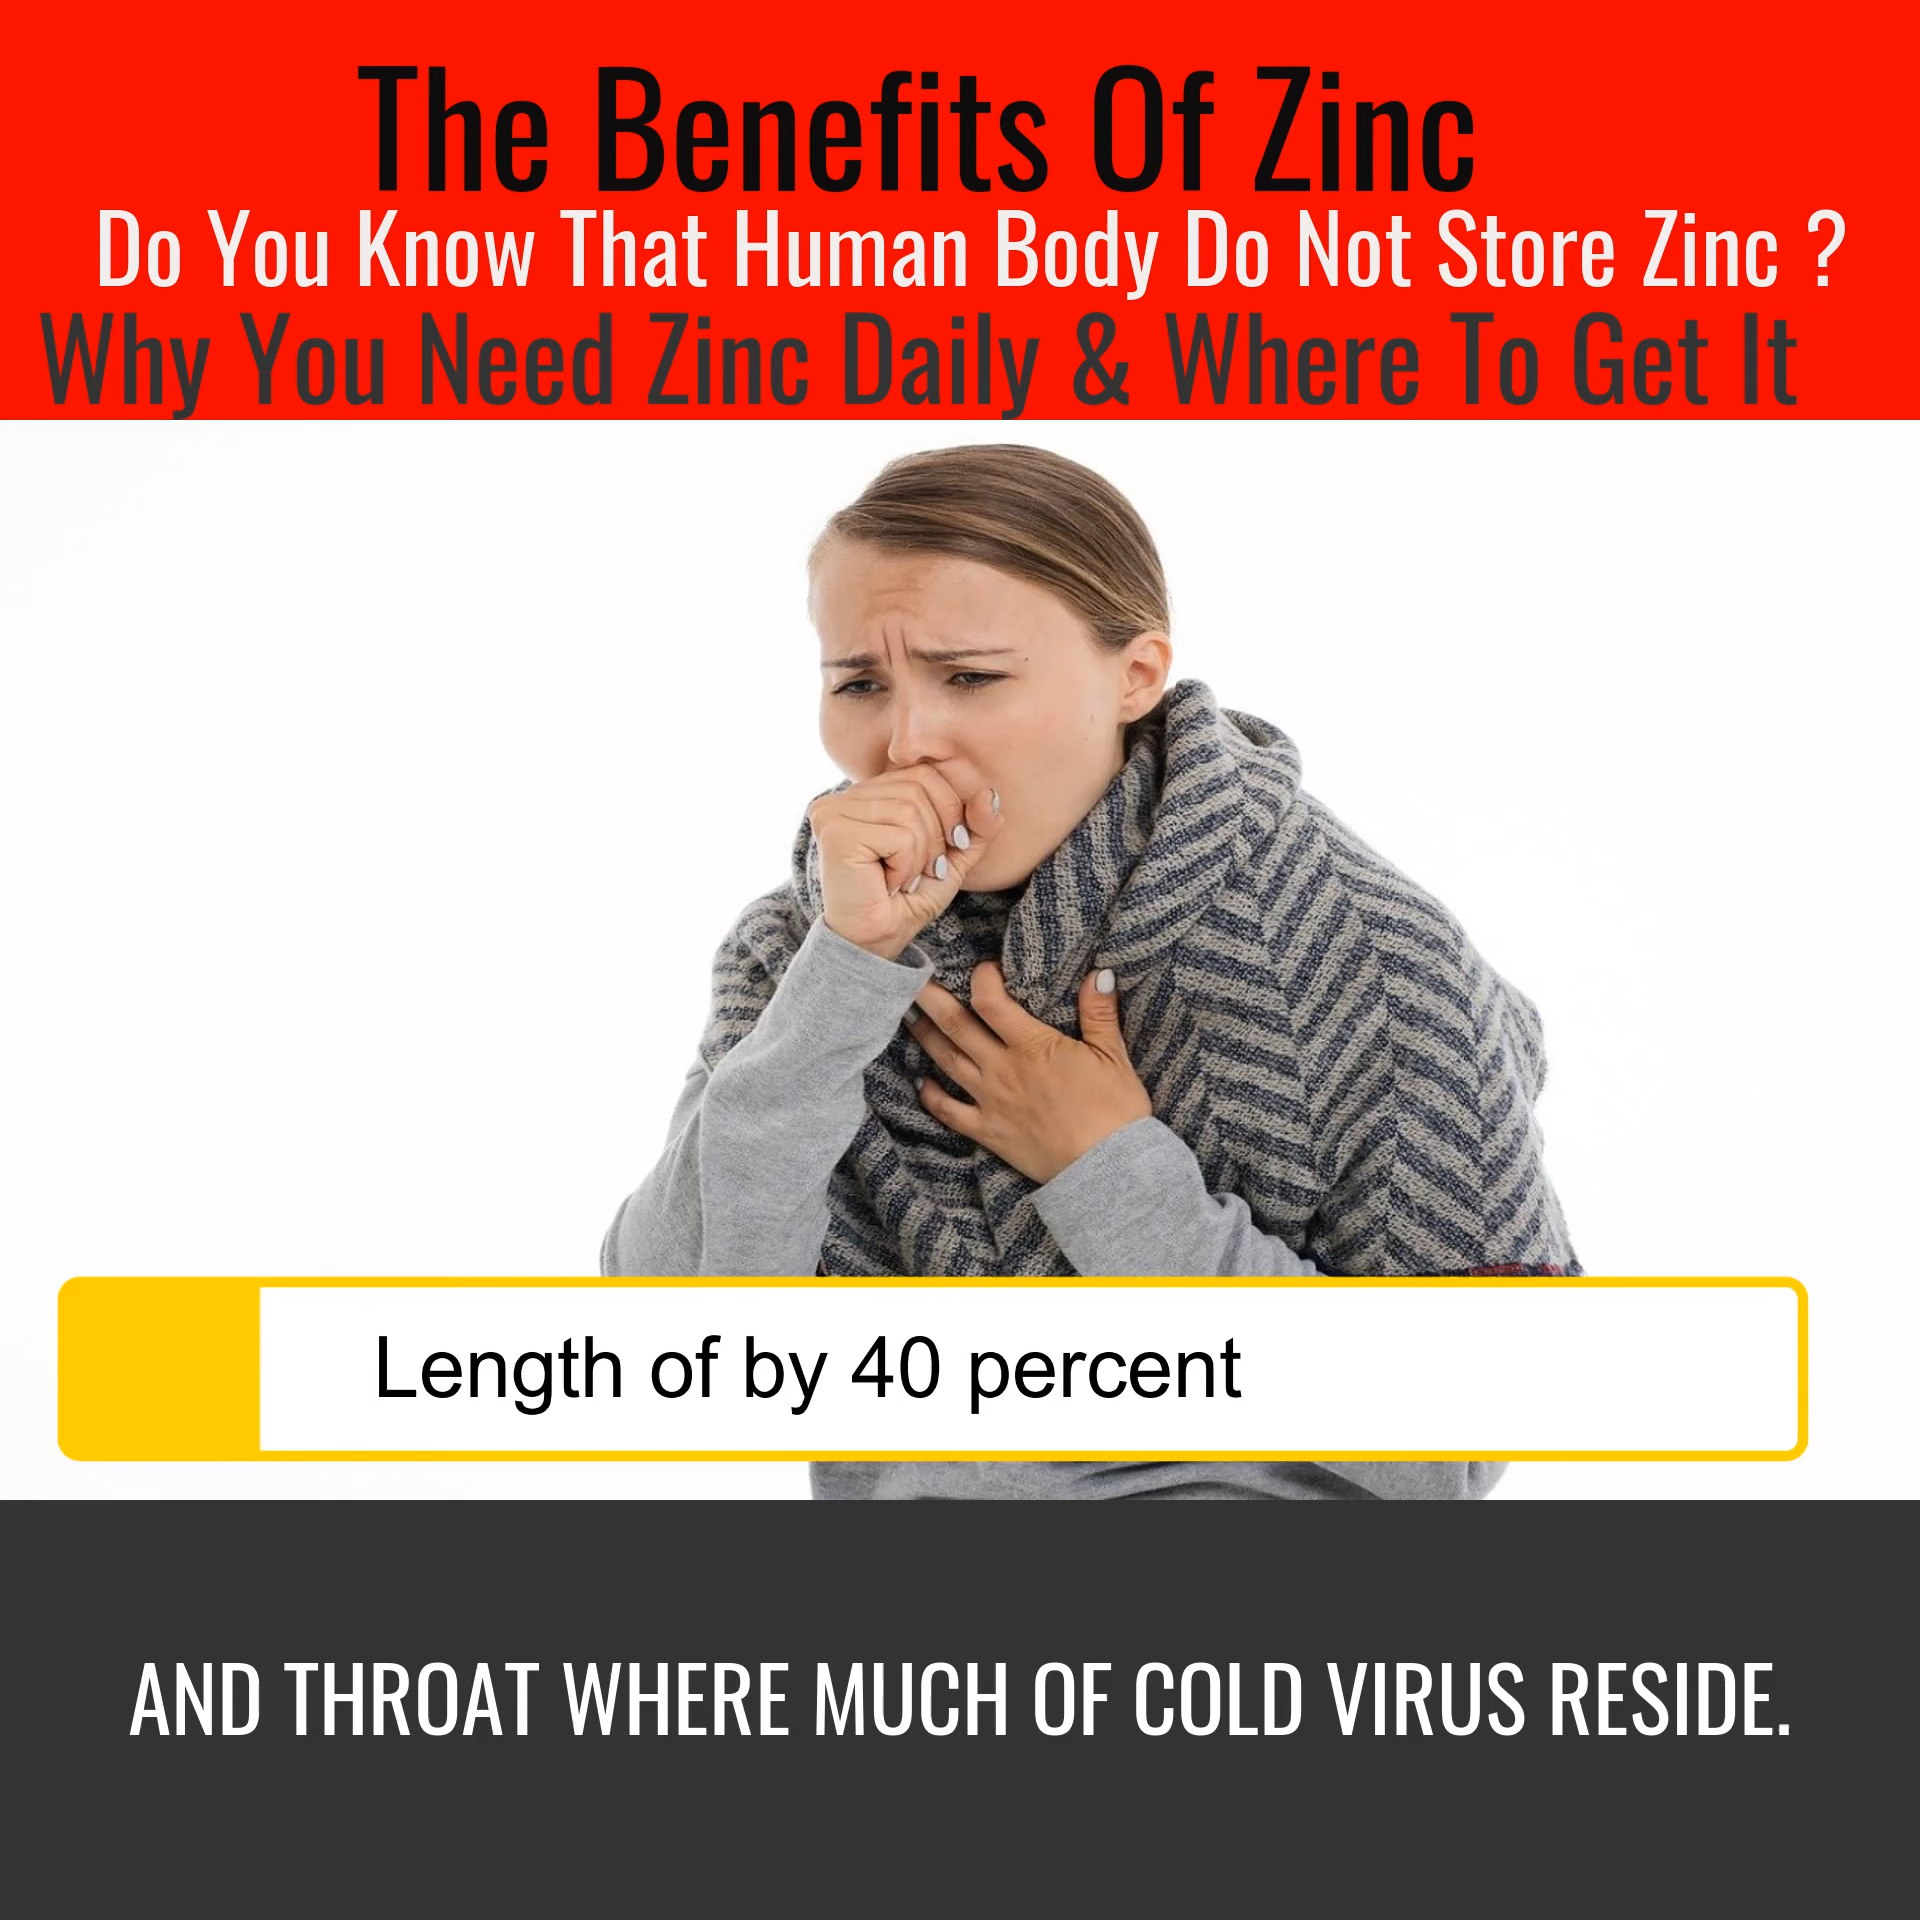 The Benefits Of Zinc
Do You Know That Human Body Do Not Store Zinc ?
Why You Need Zinc Daily & Where To Get It
Length of by 40 percent
AND THROAT WHERE MUCH OF COLD VIRUS RESIDE.